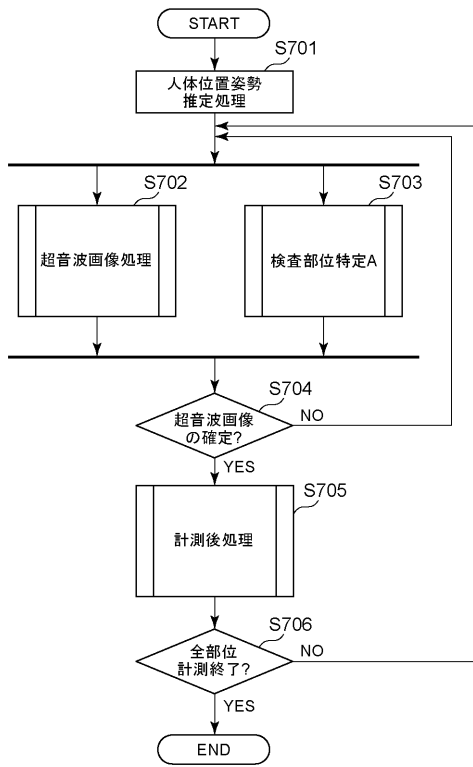 START
S701
人体位置姿勢
推定処理
S702
超音波画像処理
S703
検査部位特定A
S704
超音波画像
の確定?
NO
YES
S705
計測後処理
S706
全部位
計測終了?
NO
YES
END